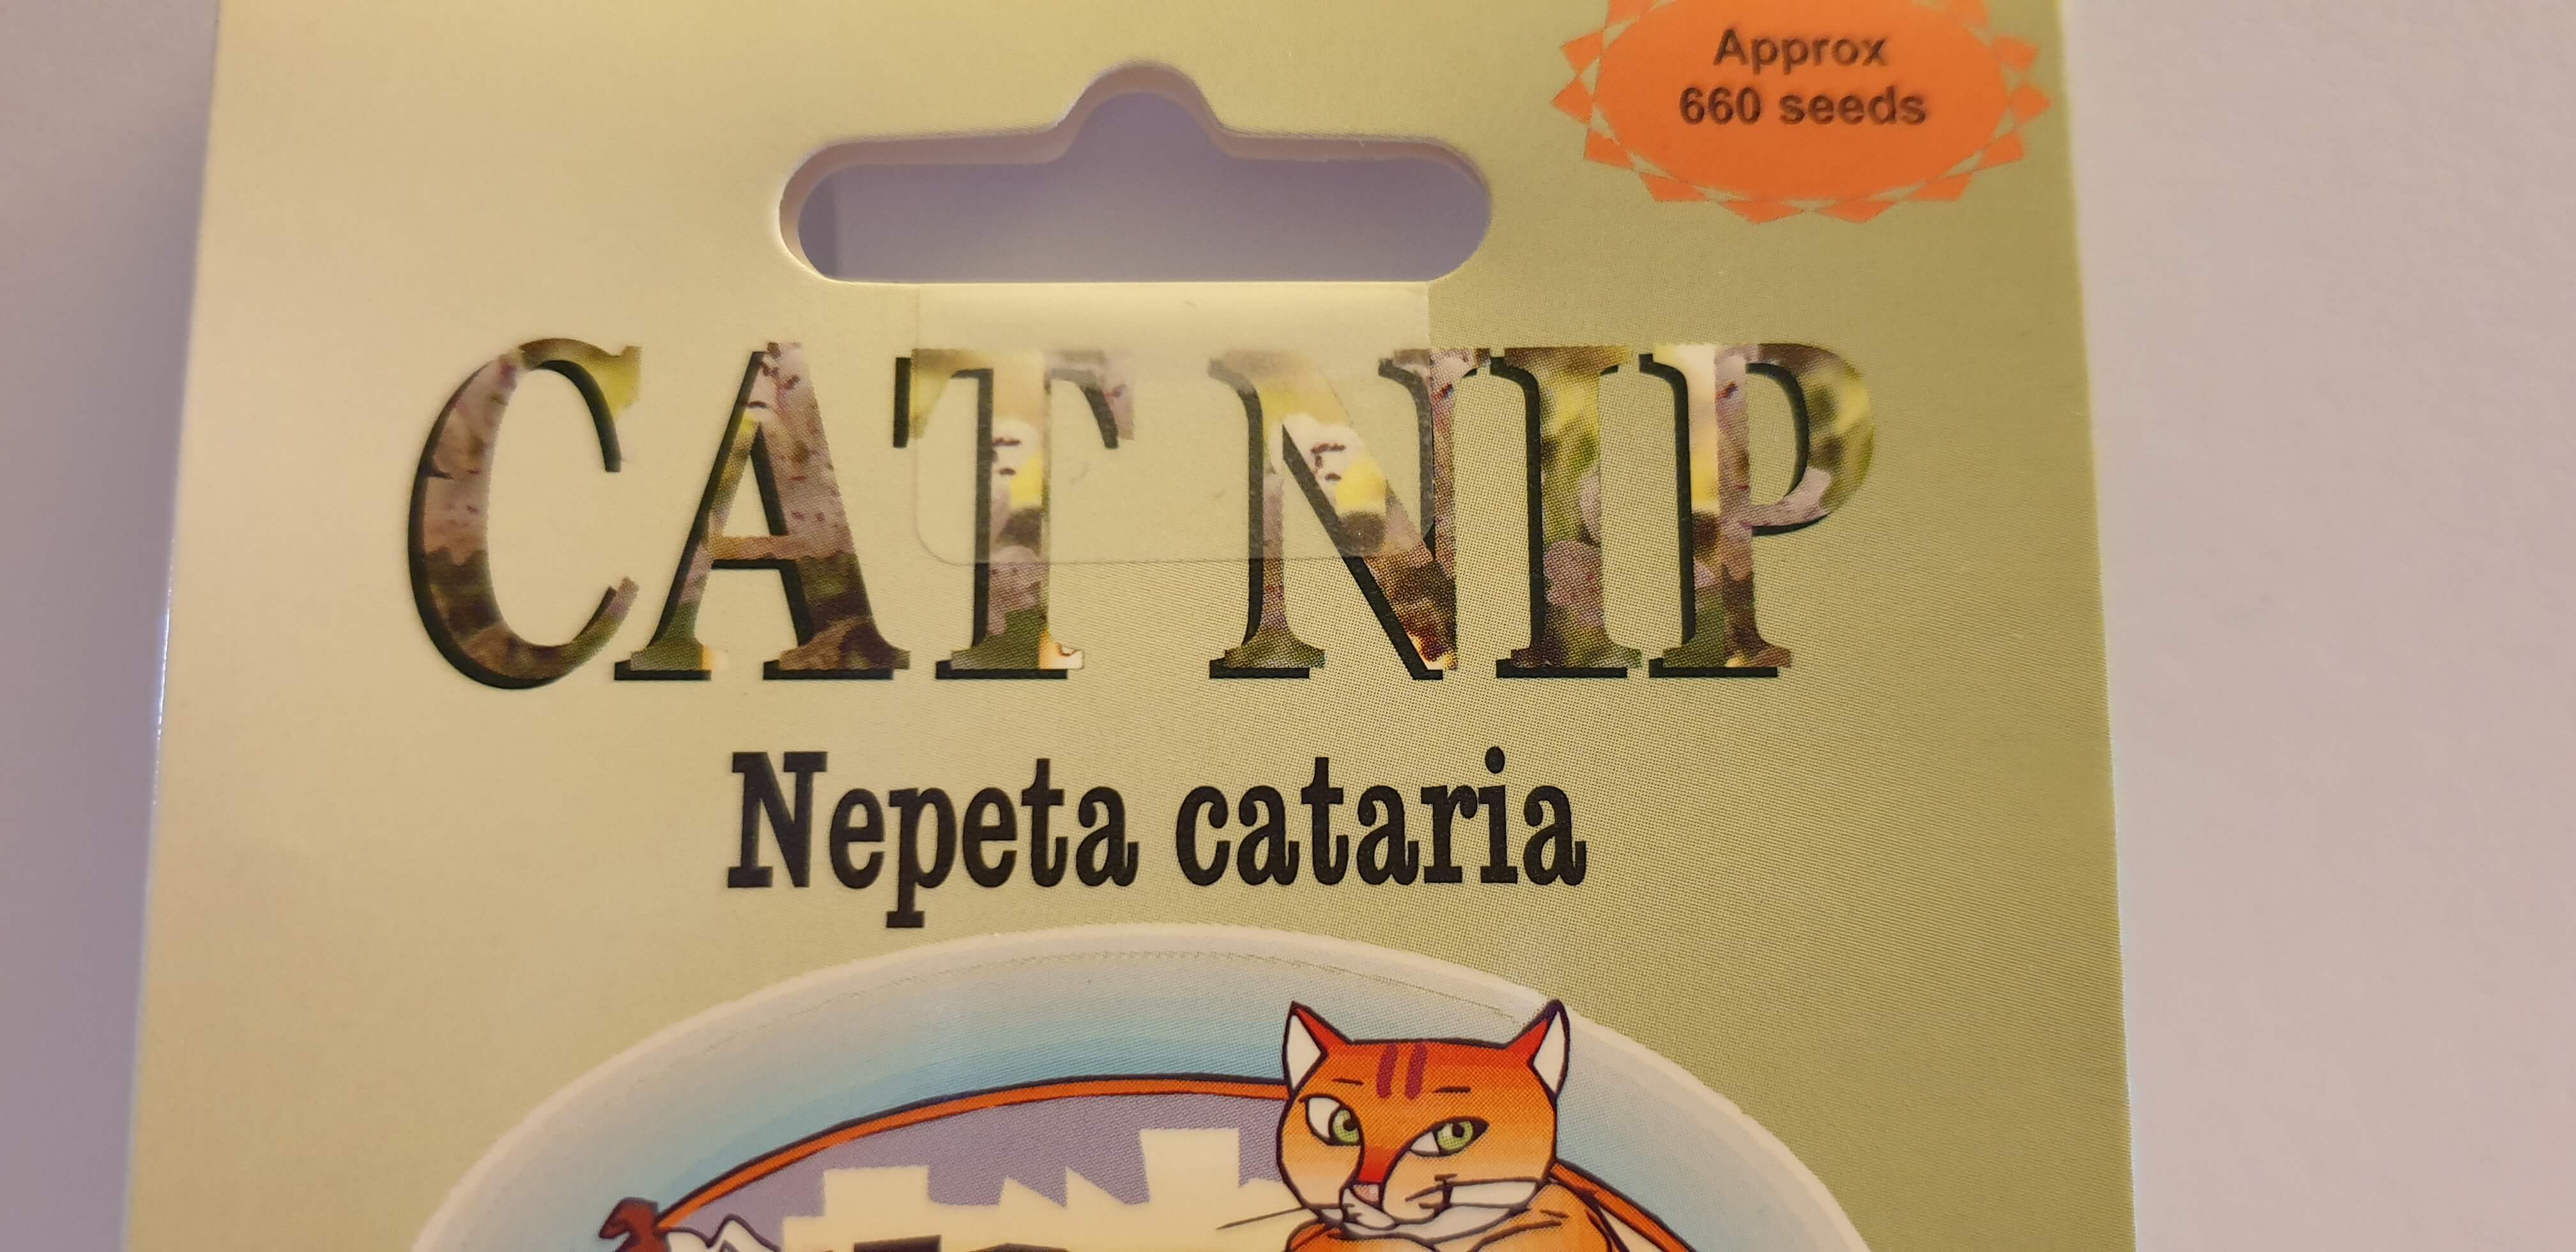 Approx
660 seeds
CAT NIP
Nepeta cataria